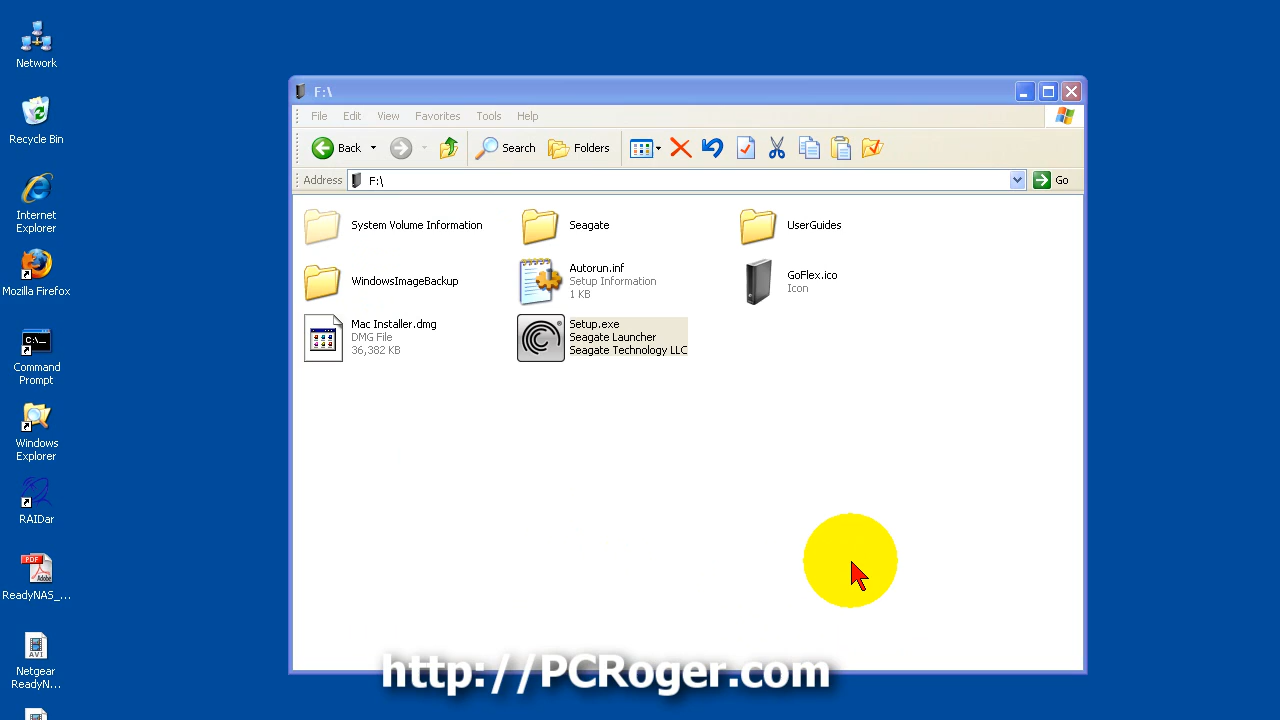 Network
Recycle Bin
Internet
Explorer
Mozilla Firefox
Command
Prompt
Windows
Explorer
RAIDar
PDF
Adobe
ReadyNAS_...
AVI
Netgear
ReadyN...
F:\
File Edit View Favorites Tools Help
Back Search Folders
Address F:\ Go
System Volume Information
Seagate
UserGuides
WindowsImageBackup
Autorun.inf
Setup Information
1 KB
GoFlex.ico
Icon
Mac Installer.dmg
DMG File
36,382 KB
Setup.exe
Seagate Launcher
Seagate Technology LLC
http://PCRoger.com